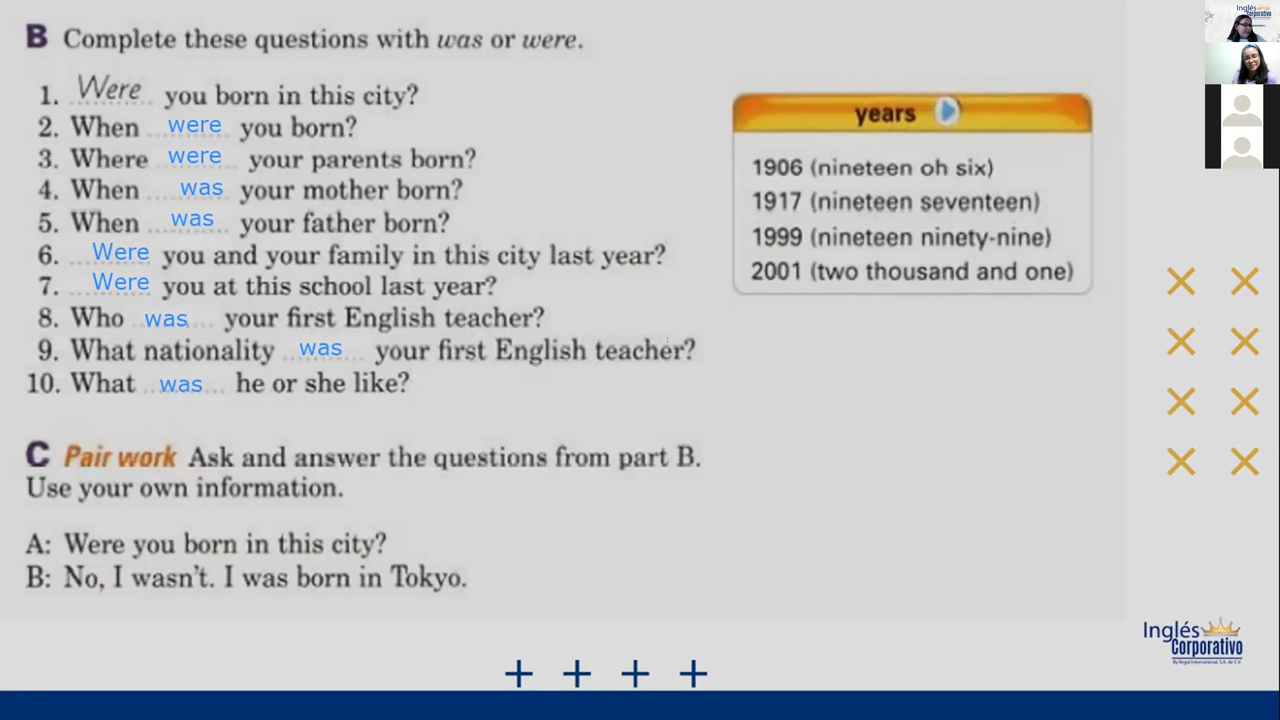 B Complete these questions with was or were.
1. Were you born in this city?
2. When were you born?
3. Where were your parents born?
4. When was your mother born?
5. When was your father born?
6. Were you and your family in this city last year?
7. Were you at this school last year?
8. Who was your first English teacher?
9. What nationality was your first English teacher?
10. What was he or she like?
years
1906 (nineteen oh six)
1917 (nineteen seventeen)
1999 (nineteen ninety-nine)
2001 (two thousand and one)
C Pair work Ask and answer the questions from part B.
Use your own information.
A: Were you born in this city?
B: No, I wasn't. I was born in Tokyo.
Inglés
Corporativo
By Regal International, S.A. de C.V.
Inglés
Corporativo